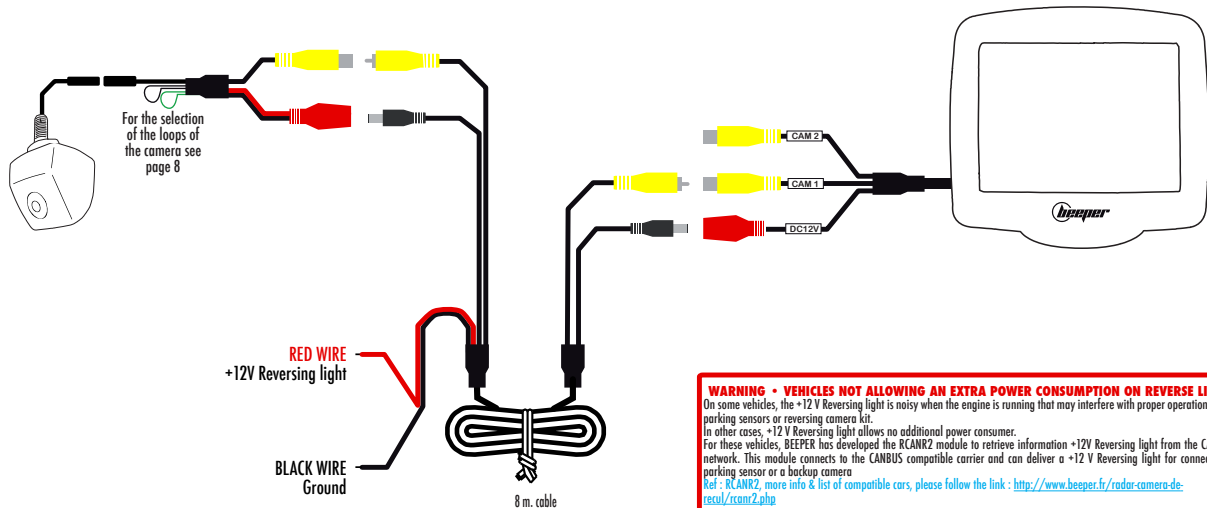 For the selection
of the loops of
the camera see
page 8
CAM 2
CAM 1
DC12V
beeper
RED WIRE
+12V Reversing light
BLACK WIRE
Ground
8 m. cable
WARNING • VEHICLES NOT ALLOWING AN EXTRA POWER CONSUMPTION ON REVERSE LI
On some vehicles, the +12 V Reversing light is noisy when the engine is running that may interfere with proper operation
parking sensors or reversing camera kit.
In other cases, +12 V Reversing light allows no additional power consumer.
For these vehicles, BEEPER has developed the RCANR2 module to retrieve information +12V Reversing light from the CA
network. This module connects to the CANBUS compatible carrier and can deliver a +12 V Reversing light for connec
parking sensor or a backup camera
Ref : RCANR2, more info & list of compatible cars, please follow the link : http://www.beeper.fr/radar-camera-de-
recul/rcanr2.php